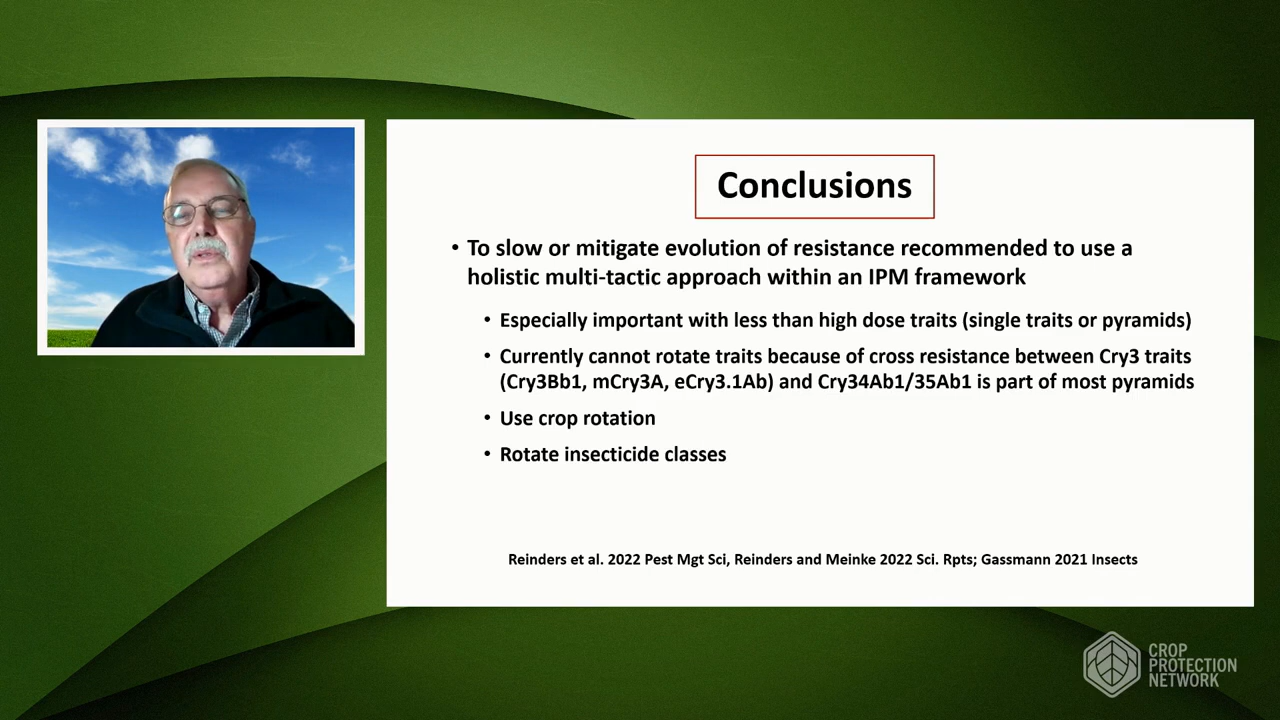 Conclusions
• To slow or mitigate evolution of resistance recommended to use a
holistic multi-tactic approach within an IPM framework
• Especially important with less than high dose traits (single traits or pyramids)
• Currently cannot rotate traits because of cross resistance between Cry3 traits
(Cry3Bb1, mCry3A, eCry3.1Ab) and Cry34Ab1/35Ab1 is part of most pyramids
• Use crop rotation
• Rotate insecticide classes
Reinders et al. 2022 Pest Mgt Sci, Reinders and Meinke 2022 Sci. Rpts; Gassmann 2021 Insects
CROP
PROTECTION
NETWORK